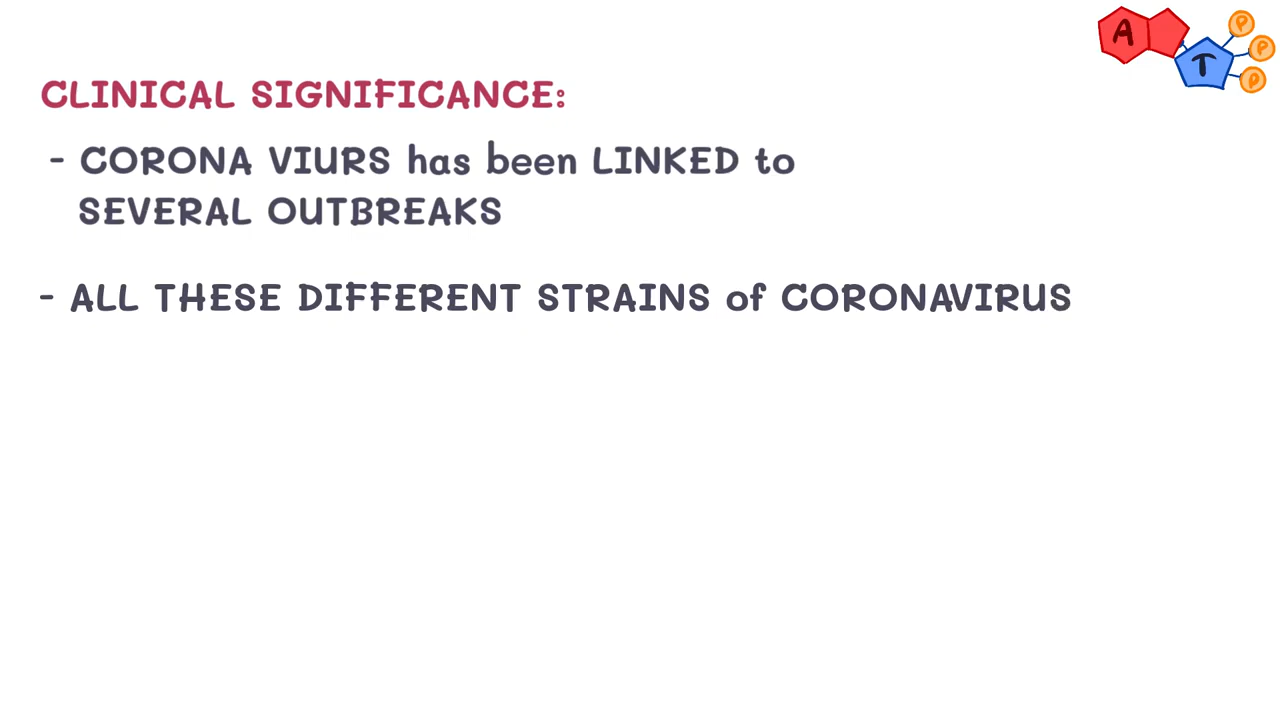 A T P P P
CLINICAL SIGNIFICANCE:
- CORONA VIURS has been LINKED to
SEVERAL OUTBREAKS
- ALL THESE DIFFERENT STRAINS of CORONAVIRUS